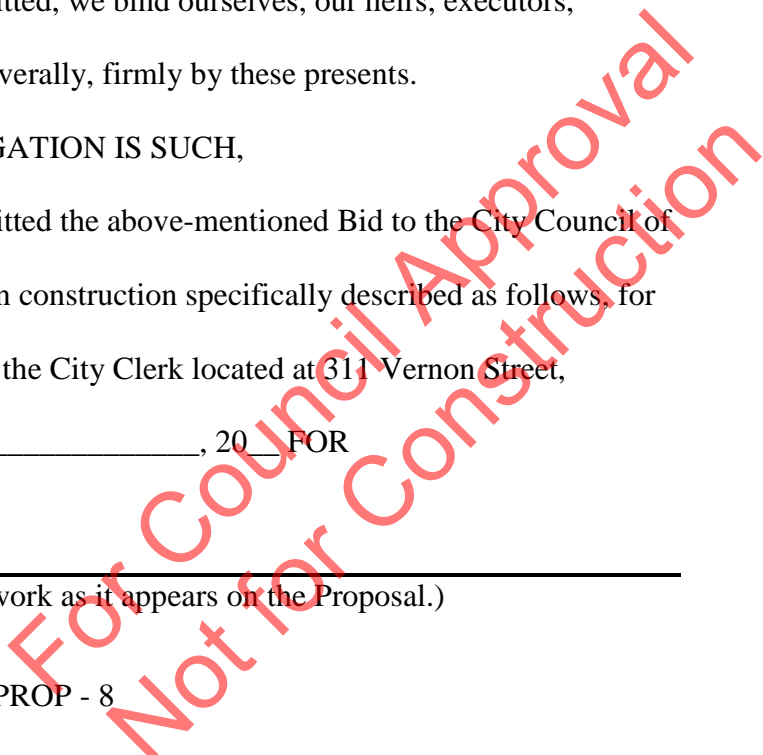 itted, we bind ourselves, our heirs, executors,
verally, firmly by these presents.
GATION IS SUCH,
itted the above-mentioned Bid to the City Council of
n construction specifically described as follows, for
the City Clerk located at 311 Vernon Street,
_____________, 20__ FOR
work as it appears on the Proposal.)
PROP - 8
For Council Approval
Not for Construction